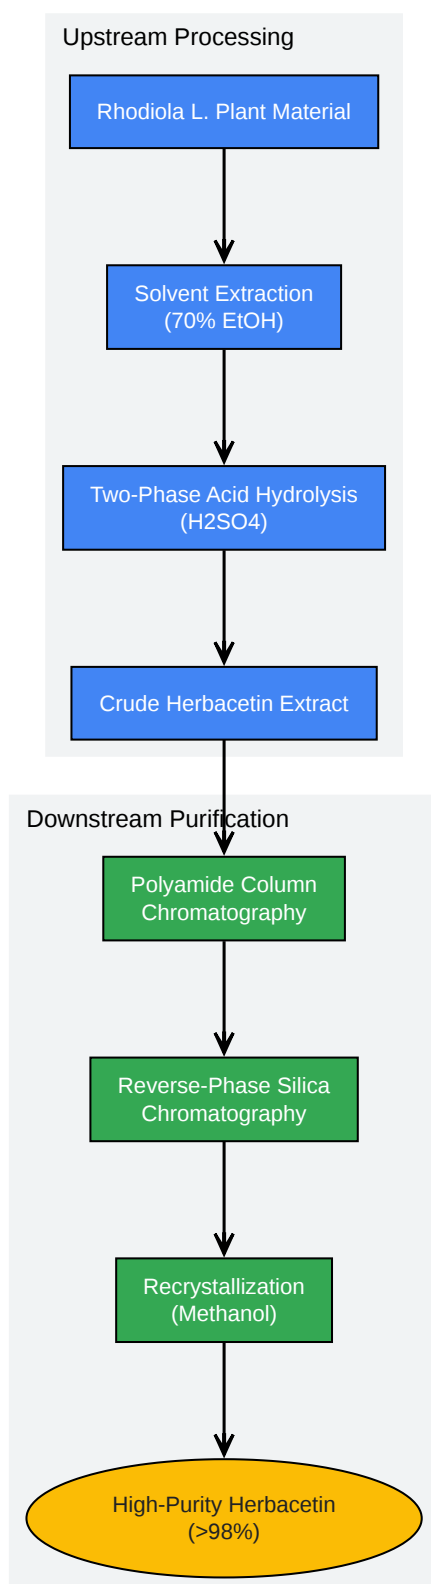 Upstream Processing
Rhodiola L. Plant Material
Solvent Extraction
(70% EtOH)
Two-Phase Acid Hydrolysis
(H2SO4)
Crude Herbacetin Extract
Downstream Purification
Polyamide Column
Chromatography
Reverse-Phase Silica
Chromatography
Recrystallization
(Methanol)
High-Purity Herbacetin
(>98%)